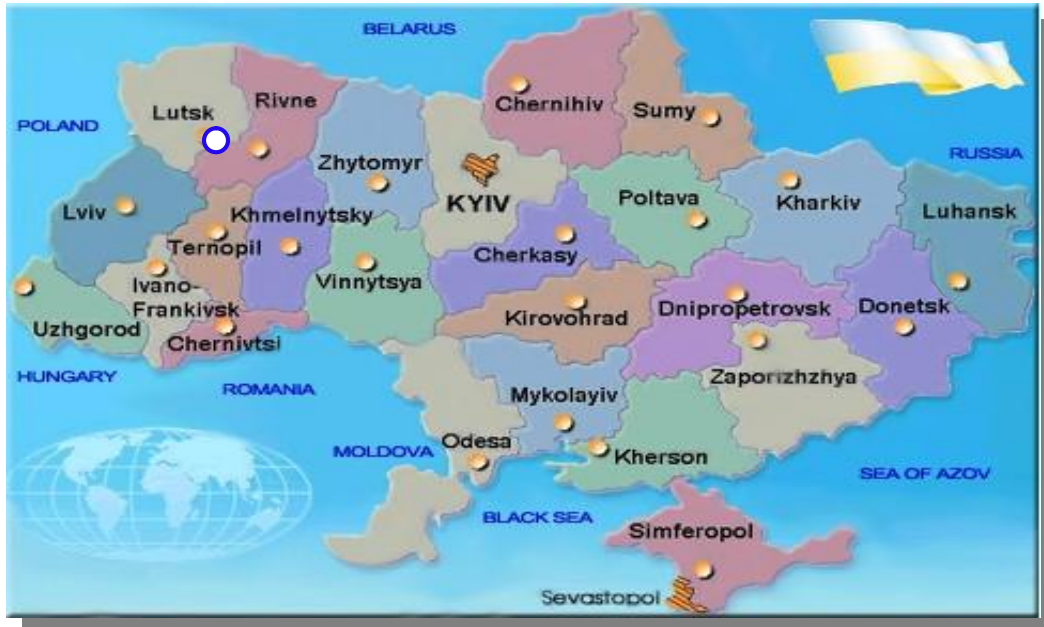 BELARUS
Chernihiv
Sumy
Rivne
Lutsk
POLAND
RUSSIA
Zhytomyr
KYIV
Poltava
Kharkiv
Luhansk
Lviv
Khmelnytsky
Ternopil
Cherkasy
Vinnytsya
Ivano-
Frankivsk
Kirovohrad
Dnipropetrovsk
Donetsk
Uzhgorod
Chernivtsi
HUNGARY
ROMANIA
Zaporizhzhya
Mykolayiv
Odesa
MOLDOVA
Kherson
SEA OF AZOV
BLACK SEA
Simferopol
Sevastopol